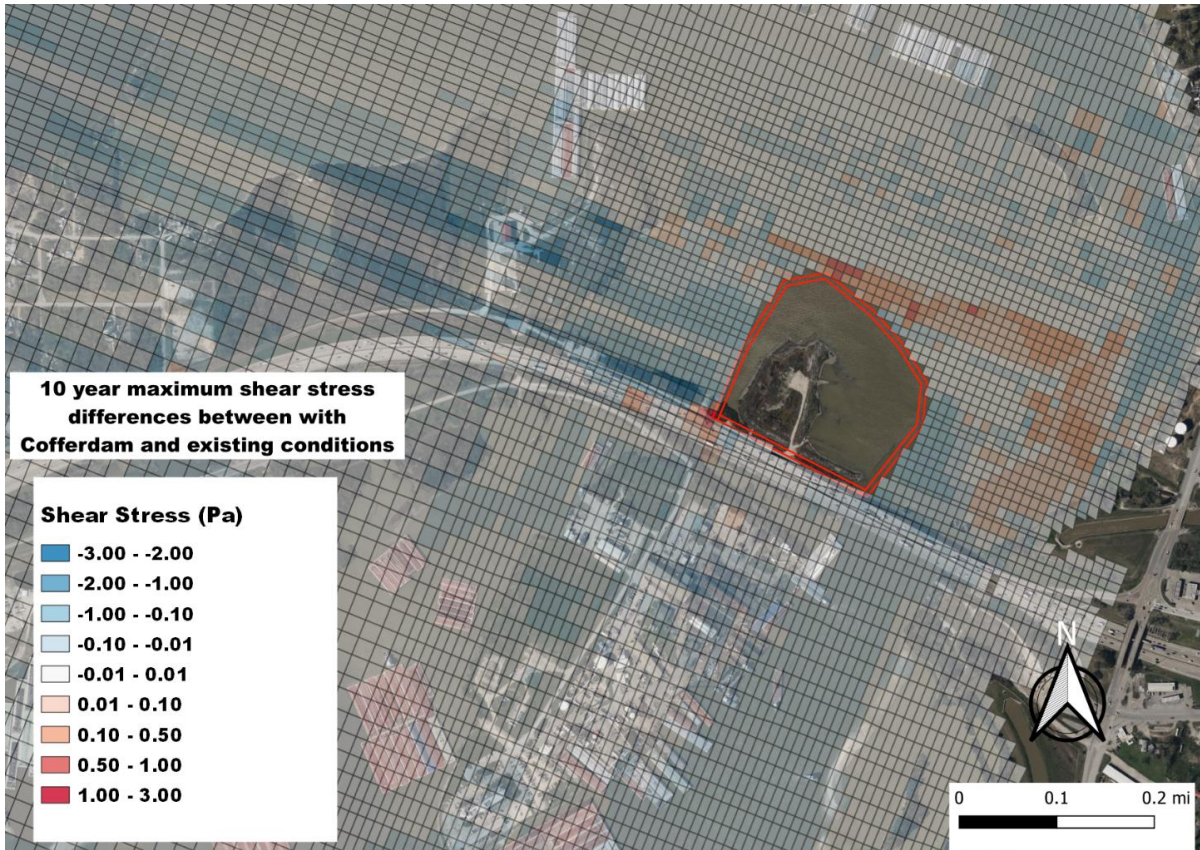 10 year maximum shear stress
differences between with
Cofferdam and existing conditions
Shear Stress (Pa)
-3.00 - -2.00
-2.00 - -1.00
-1.00 - -0.10
-0.10 - -0.01
-0.01 - 0.01
0.01 - 0.10
0.10 - 0.50
0.50 - 1.00
1.00 - 3.00
N
0 0.1 0.2 mi